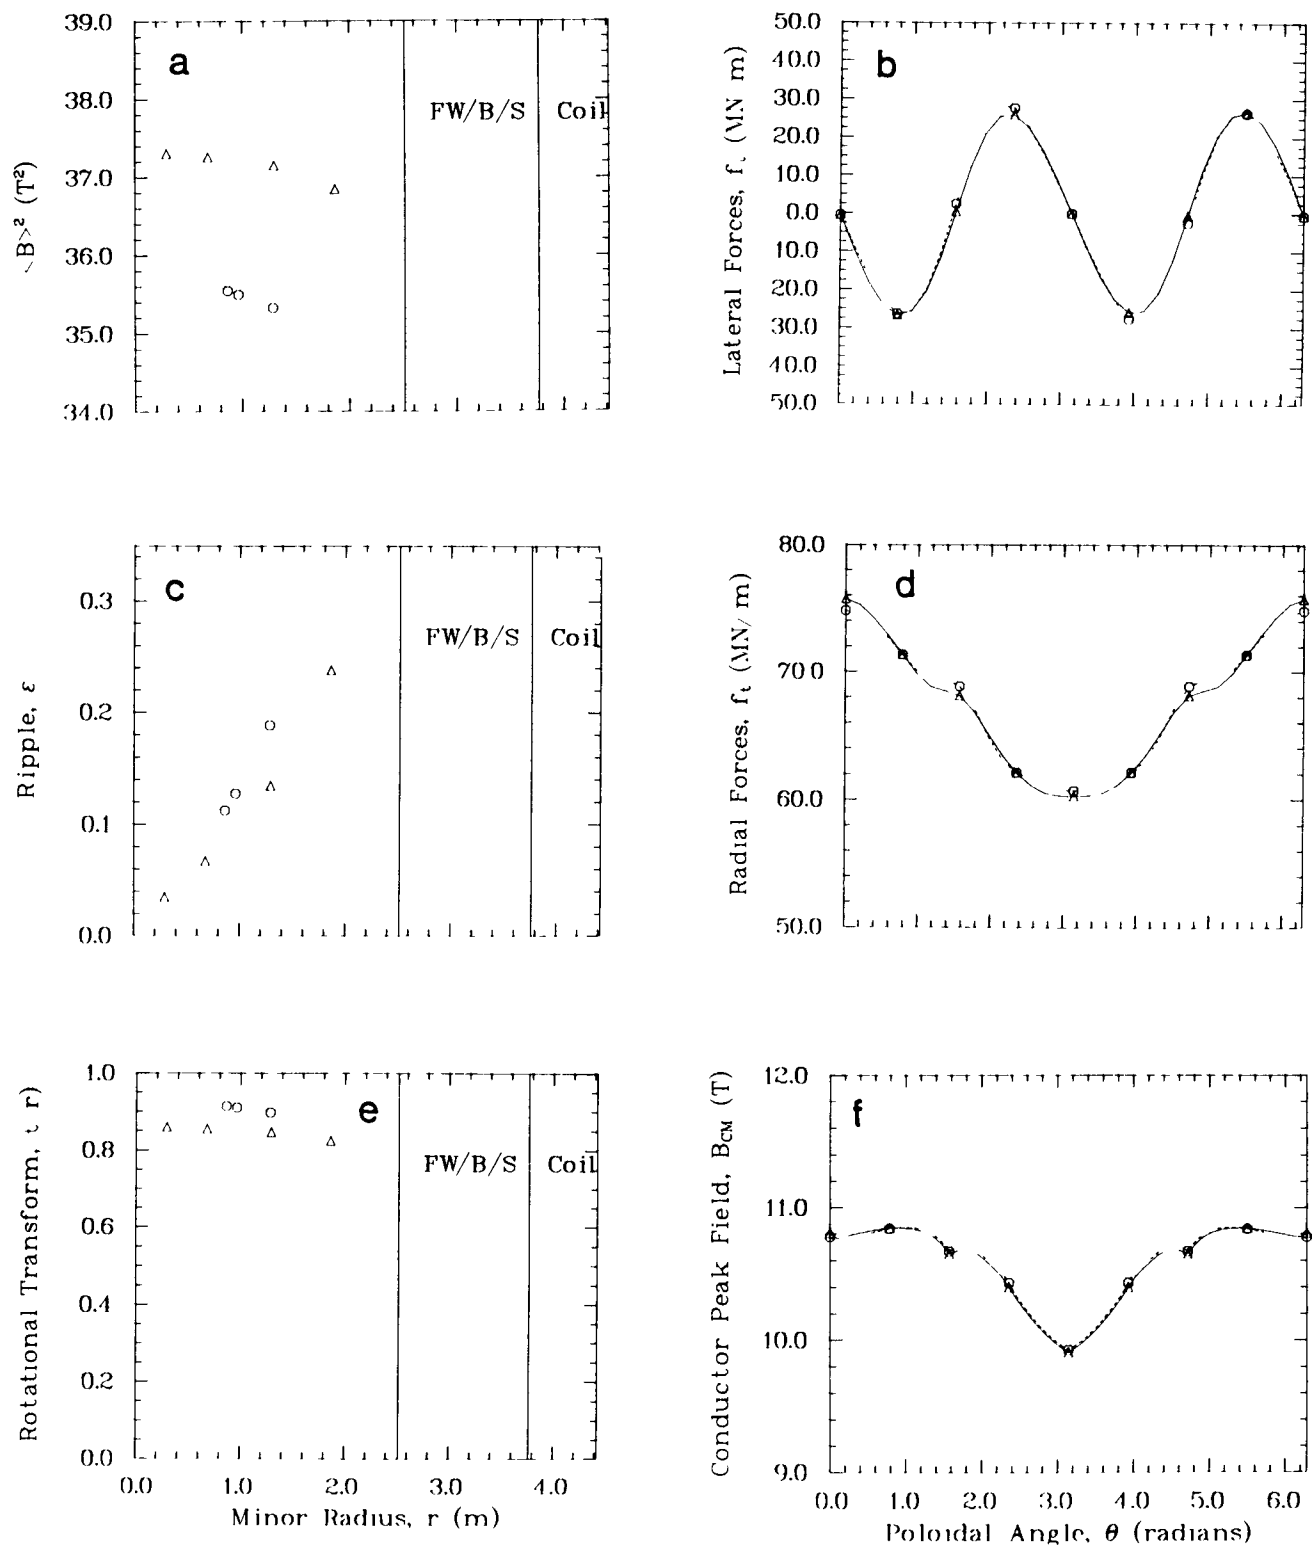 a
39.0
38.0
37.0
36.0
35.0
34.0
<B>² (T²)
FW/B/S Coil
b
50.0
40.0
30.0
20.0
10.0
0.0
10.0
20.0
30.0
40.0
50.0
Lateral Forces, f (MN m)
c
0.3
0.2
0.1
0.0
Ripple, ε
FW/B/S Coil
d
80.0
70.0
60.0
50.0
Radial Forces, fₜ (MN/m)
e
1.0
0.8
0.6
0.4
0.2
0.0
Rotational Transform, ι r)
FW/B/S Coil
0.0 1.0 2.0 3.0 4.0
Minor Radius, r (m)
f
12.0
11.0
10.0
9.0
Conductor Peak Field, B_CM (T)
0.0 1.0 2.0 3.0 4.0 5.0 6.0
Poloidal Angle, θ (radians)